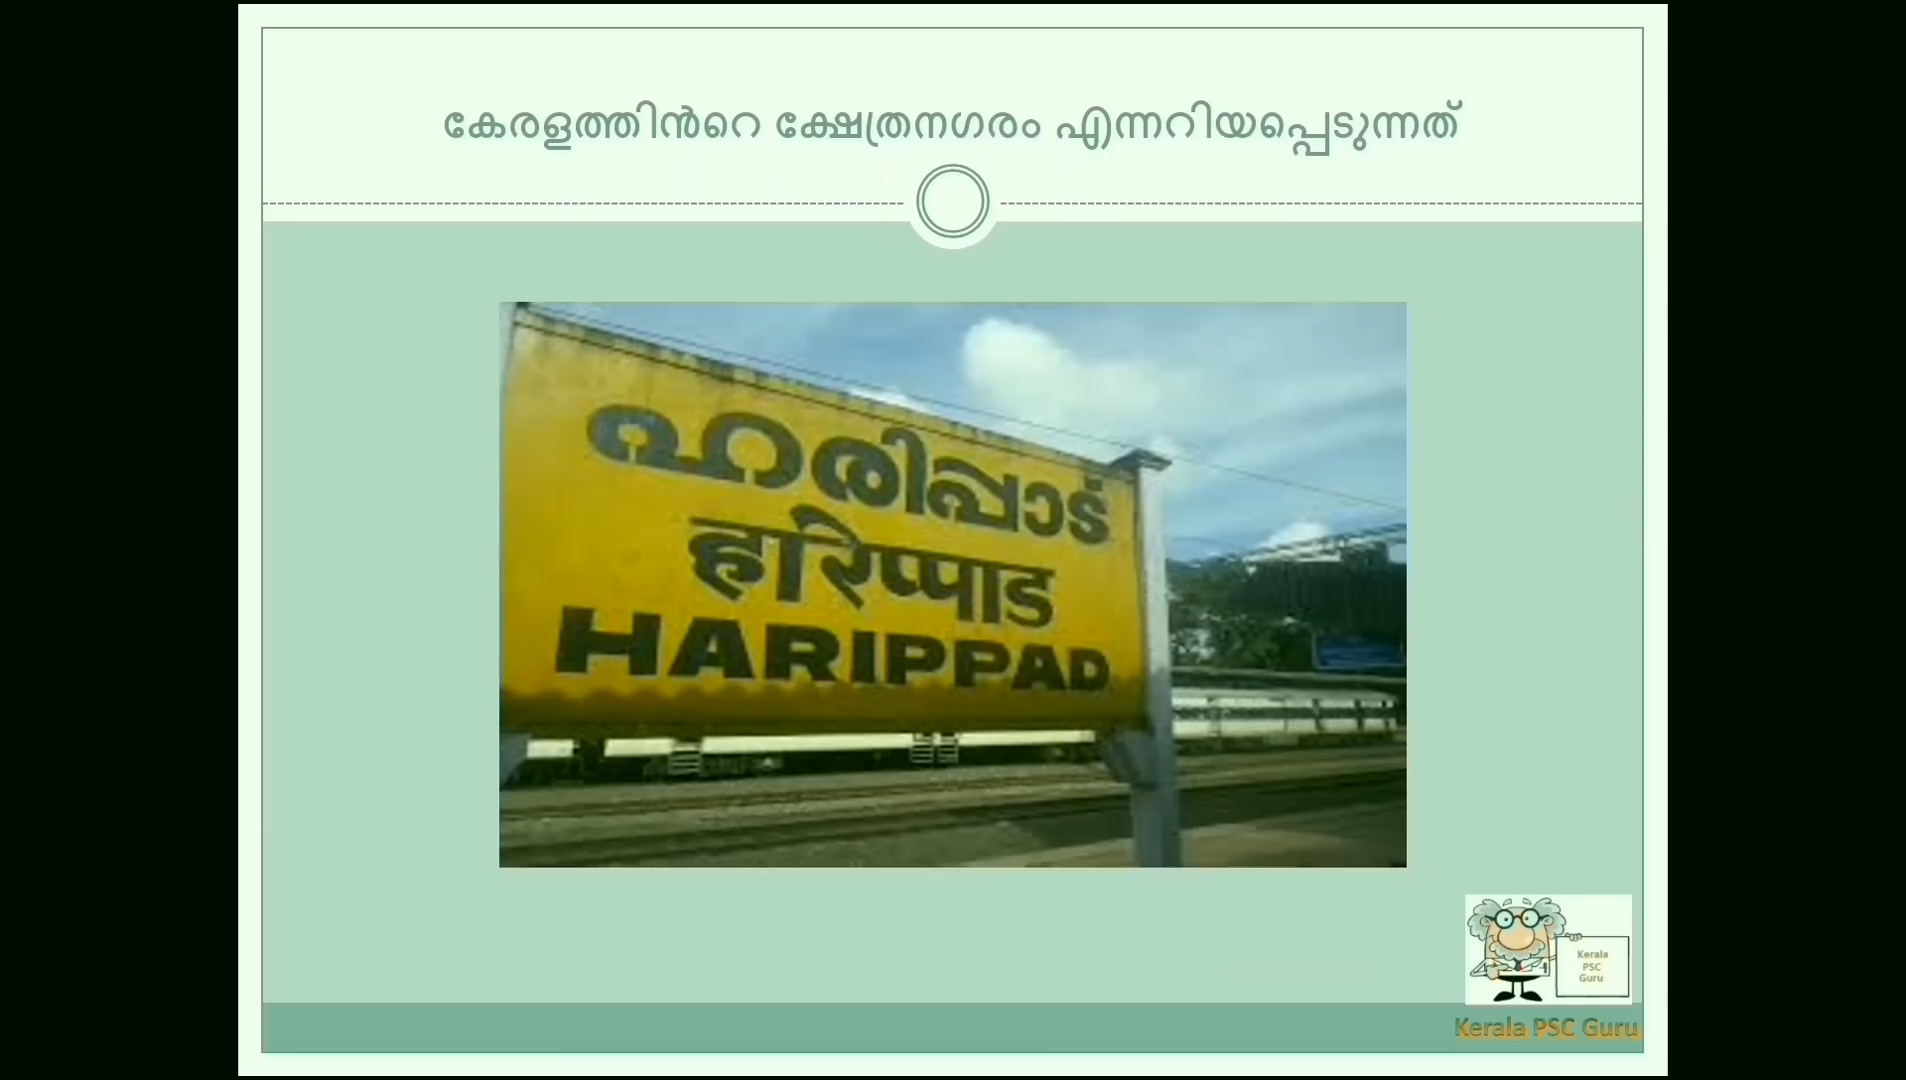 കേരളത്തിൻറെ ക്ഷേത്രനഗരം എന്നറിയപ്പെടുന്നത്
ഹരിപ്പാട്
हरिप्पाड
HARIPPAD
Kerala
PSC
Guru
Kerala PSC Guru